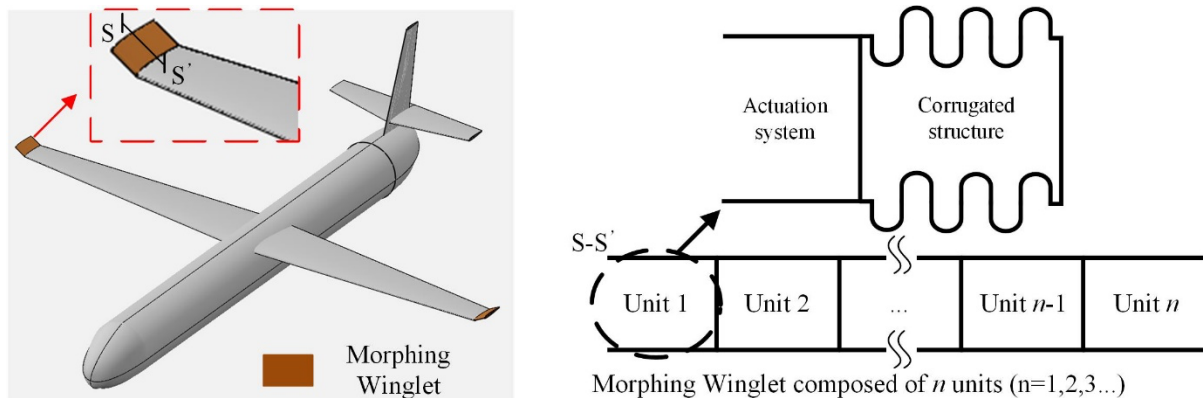 S
S'
Morphing
Winglet
Actuation
system
Corrugated
structure
S-S'
Unit 1
Unit 2
...
Unit n-1
Unit n
Morphing Winglet composed of n units (n=1,2,3...)